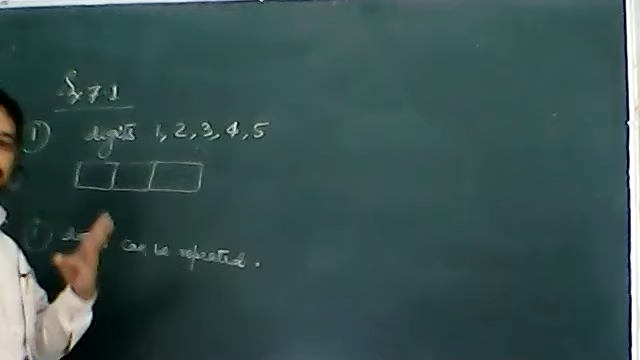 7.1
① digits 1, 2, 3, 4, 5
can be repeated.